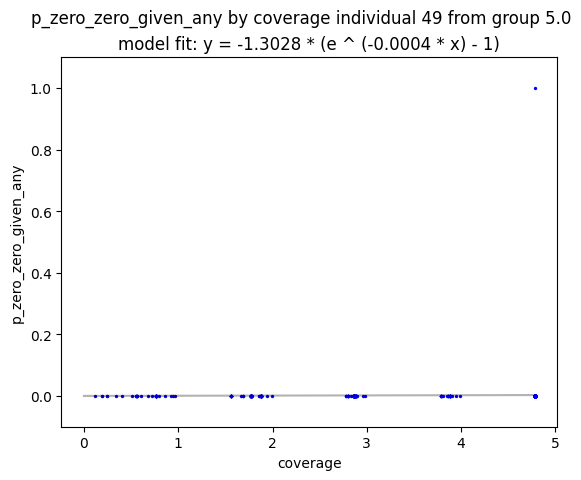 p_zero_zero_given_any by coverage individual 49 from group 5.0
model fit: y = -1.3028 * (e ^ (-0.0004 * x) - 1)
1.0
0.8
0.6
0.4
0.2
0.0
p_zero_zero_given_any
0 1 2 3 4 5
coverage